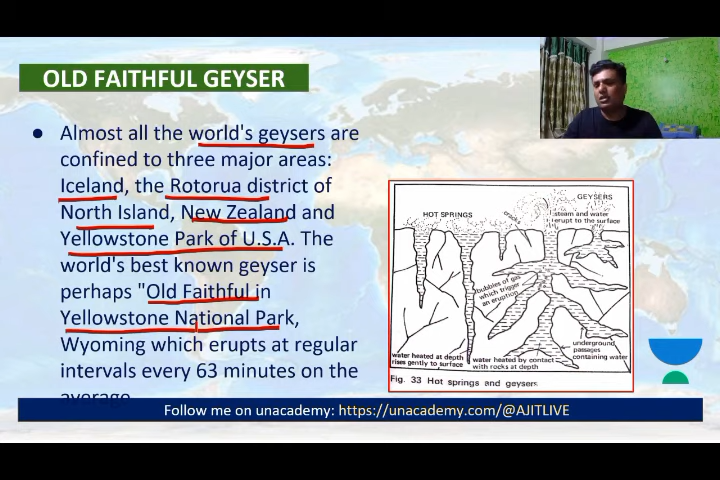 OLD FAITHFUL GEYSER
● Almost all the world's geysers are
confined to three major areas:
Iceland, the Rotorua district of
North Island, New Zealand and
Yellowstone Park of U.S.A. The
world's best known geyser is
perhaps "Old Faithful in
Yellowstone National Park,
Wyoming which erupts at regular
intervals every 63 minutes on the
average
HOT SPRINGS
cracks
GEYSERS
steam and water
erupt to the surface
bubbles of gas
which trigger
an eruption
underground
passages
containing water
water heated at depth
rises gently to surface
water heated by contact
with rocks at depth
Fig. 33 Hot springs and geysers
Follow me on unacademy: https://unacademy.com/@AJITLIVE